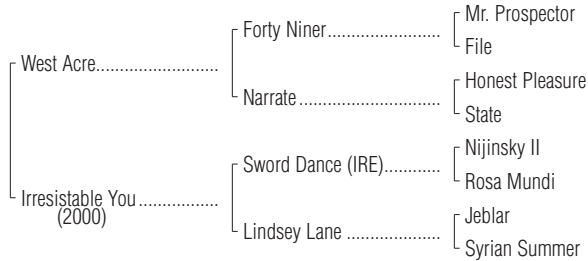 Mr. Prospector
Forty Niner
File
West Acre
Honest Pleasure
Narrate
State
Nijinsky II
Sword Dance (IRE)
Rosa Mundi
Irresistable You
(2000)
Jeblar
Lindsey Lane
Syrian Summer